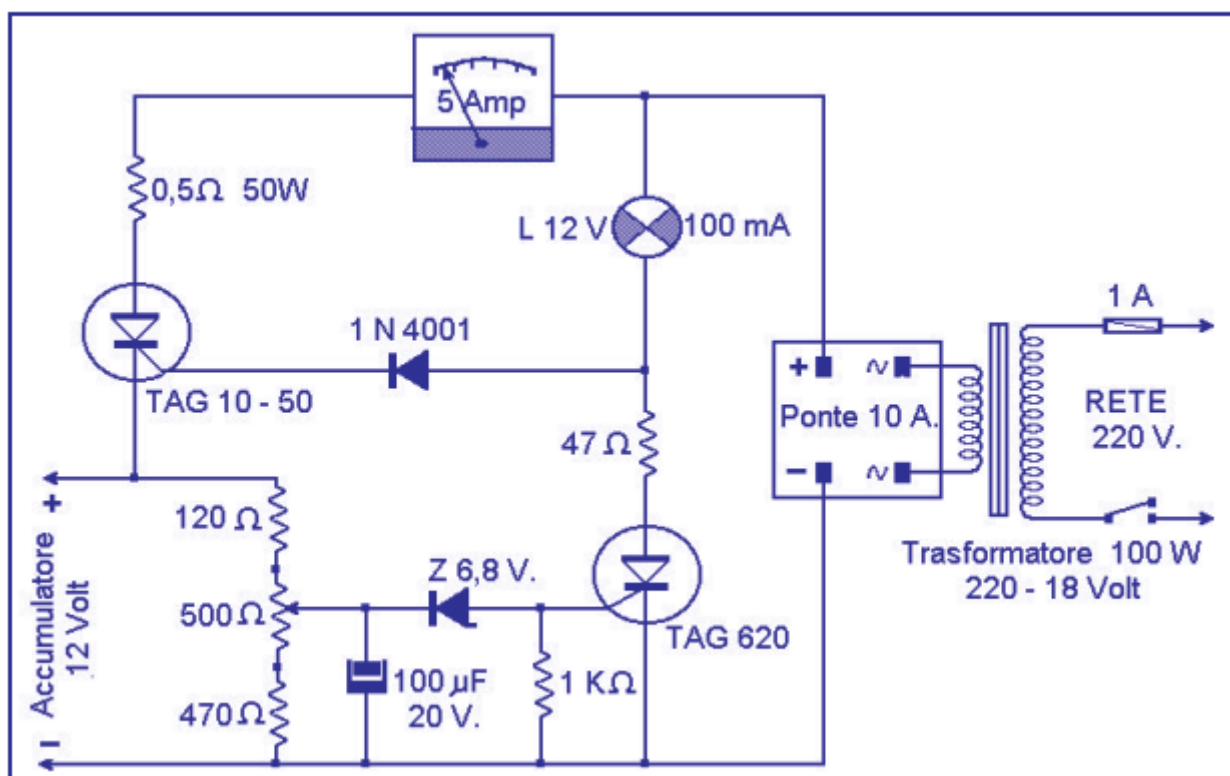 5 Amp
0,5Ω 50W
L 12 V
100 mA
1 N 4001
1 A
TAG 10 - 50
+ ~
Ponte 10 A.
- ~
RETE
220 V.
47 Ω
Trasformatore 100 W
220 - 18 Volt
+
Accumulatore
12 Volt
-
120 Ω
500 Ω
470 Ω
Z 6,8 V.
TAG 620
100 µF
20 V.
1 KΩ